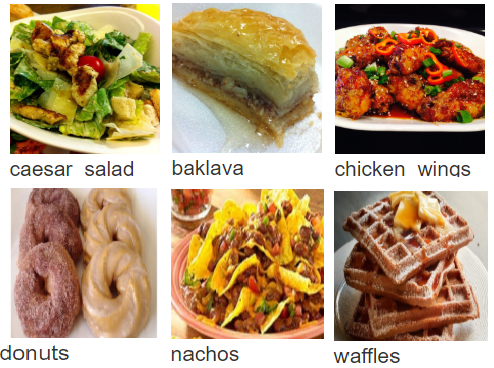 caesar salad
baklava
chicken wings
donuts
nachos
waffles